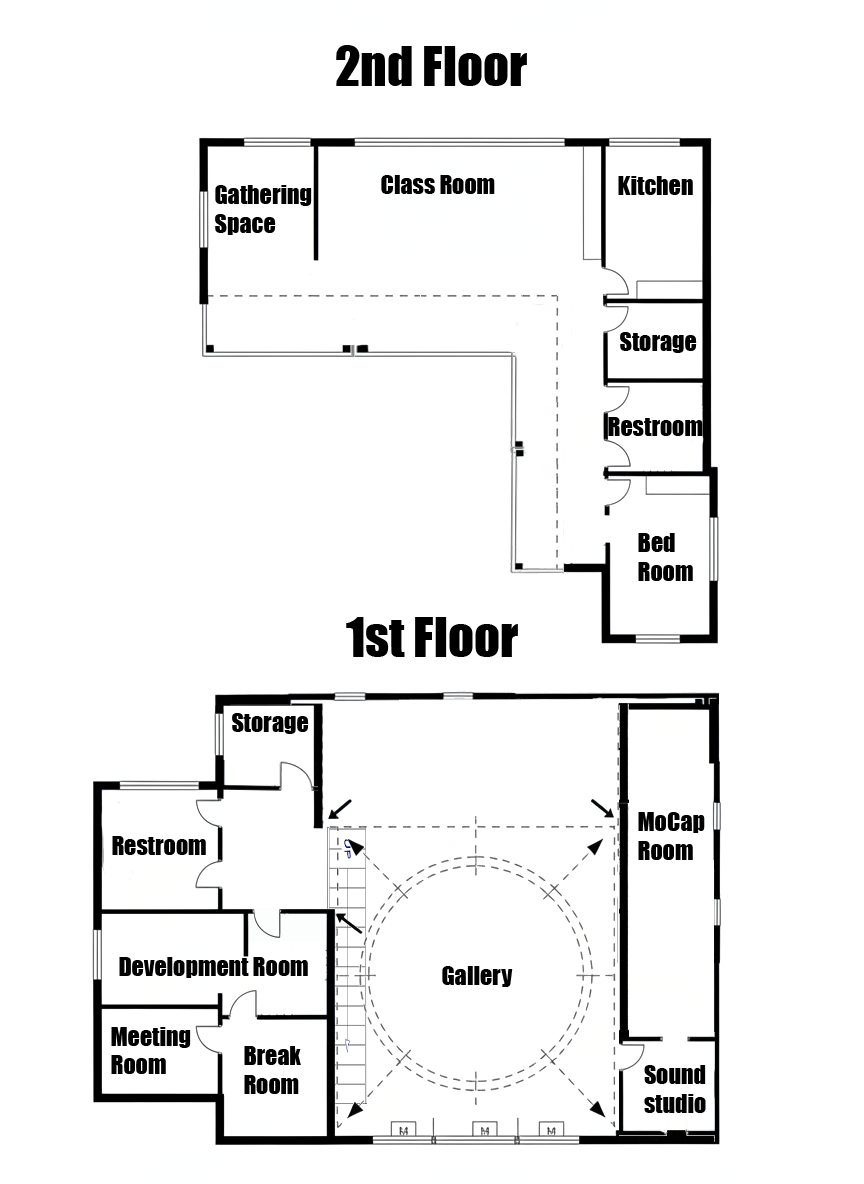 2nd Floor
Gathering
Space
Class Room
Kitchen
Storage
Restroom
Bed
Room
1st Floor
Storage
Restroom
UP
MoCap
Room
Development Room
Gallery
Meeting
Room
Break
Room
Sound
studio
M
M
M